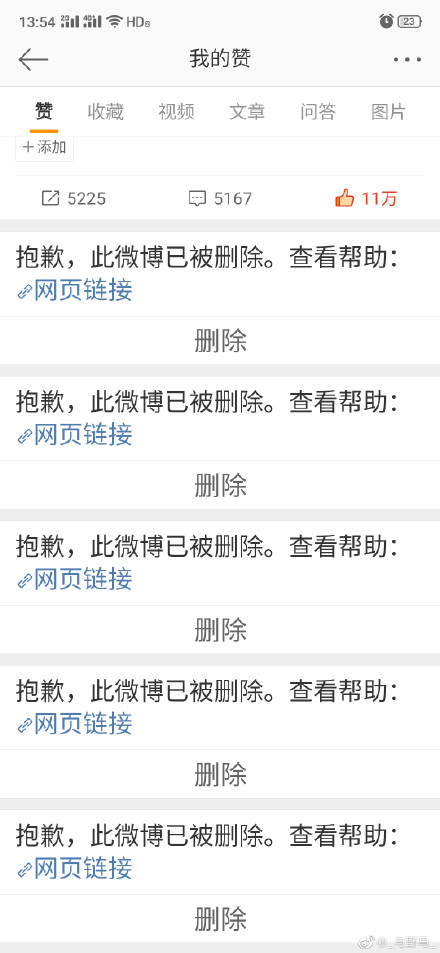 13:54 2G 4G HD 23
我的赞
赞 收藏 视频 文章 问答 图片
+添加
5225 5167 11万
抱歉，此微博已被删除。查看帮助：
网页链接
删除
抱歉，此微博已被删除。查看帮助：
网页链接
删除
抱歉，此微博已被删除。查看帮助：
网页链接
删除
抱歉，此微博已被删除。查看帮助：
网页链接
删除
抱歉，此微博已被删除。查看帮助：
网页链接
删除